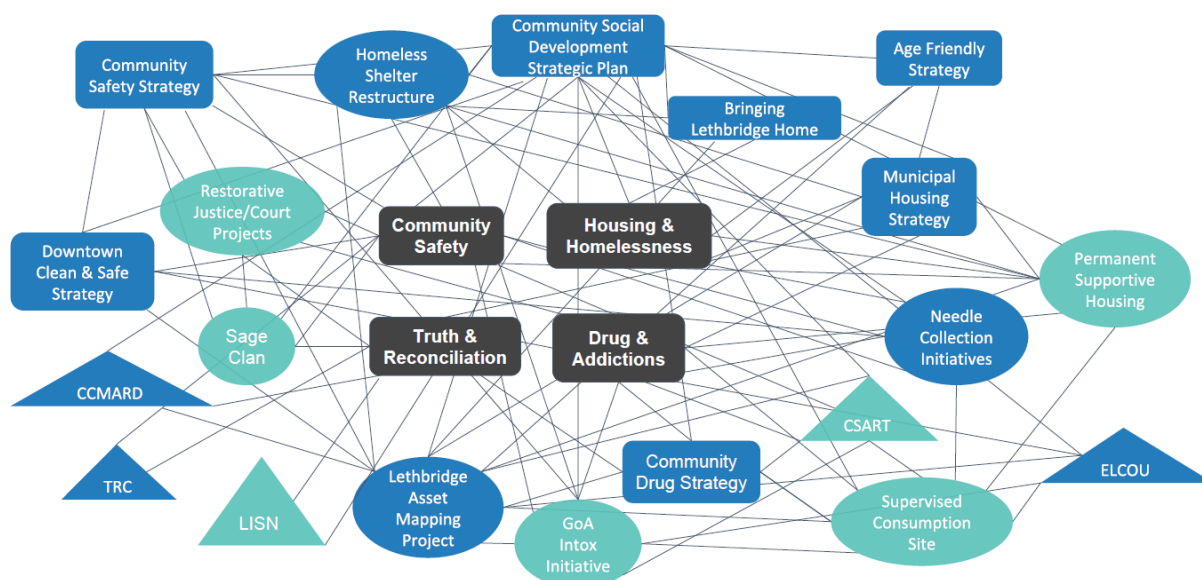 Community Social
Development
Strategic Plan
Homeless
Shelter
Restructure
Age Friendly
Strategy
Community
Safety Strategy
Bringing
Lethbridge Home
Restorative
Justice/Court
Projects
Municipal
Housing
Strategy
Community
Safety
Housing &
Homelessness
Downtown
Clean & Safe
Strategy
Permanent
Supportive
Housing
Sage
Clan
Truth &
Reconciliation
Drug &
Addictions
Needle
Collection
Initiatives
CCMARD
CSART
TRC
LISN
Lethbridge
Asset
Mapping
Project
Community
Drug Strategy
ELCOU
GoA
Intox
Initiative
Supervised
Consumption
Site